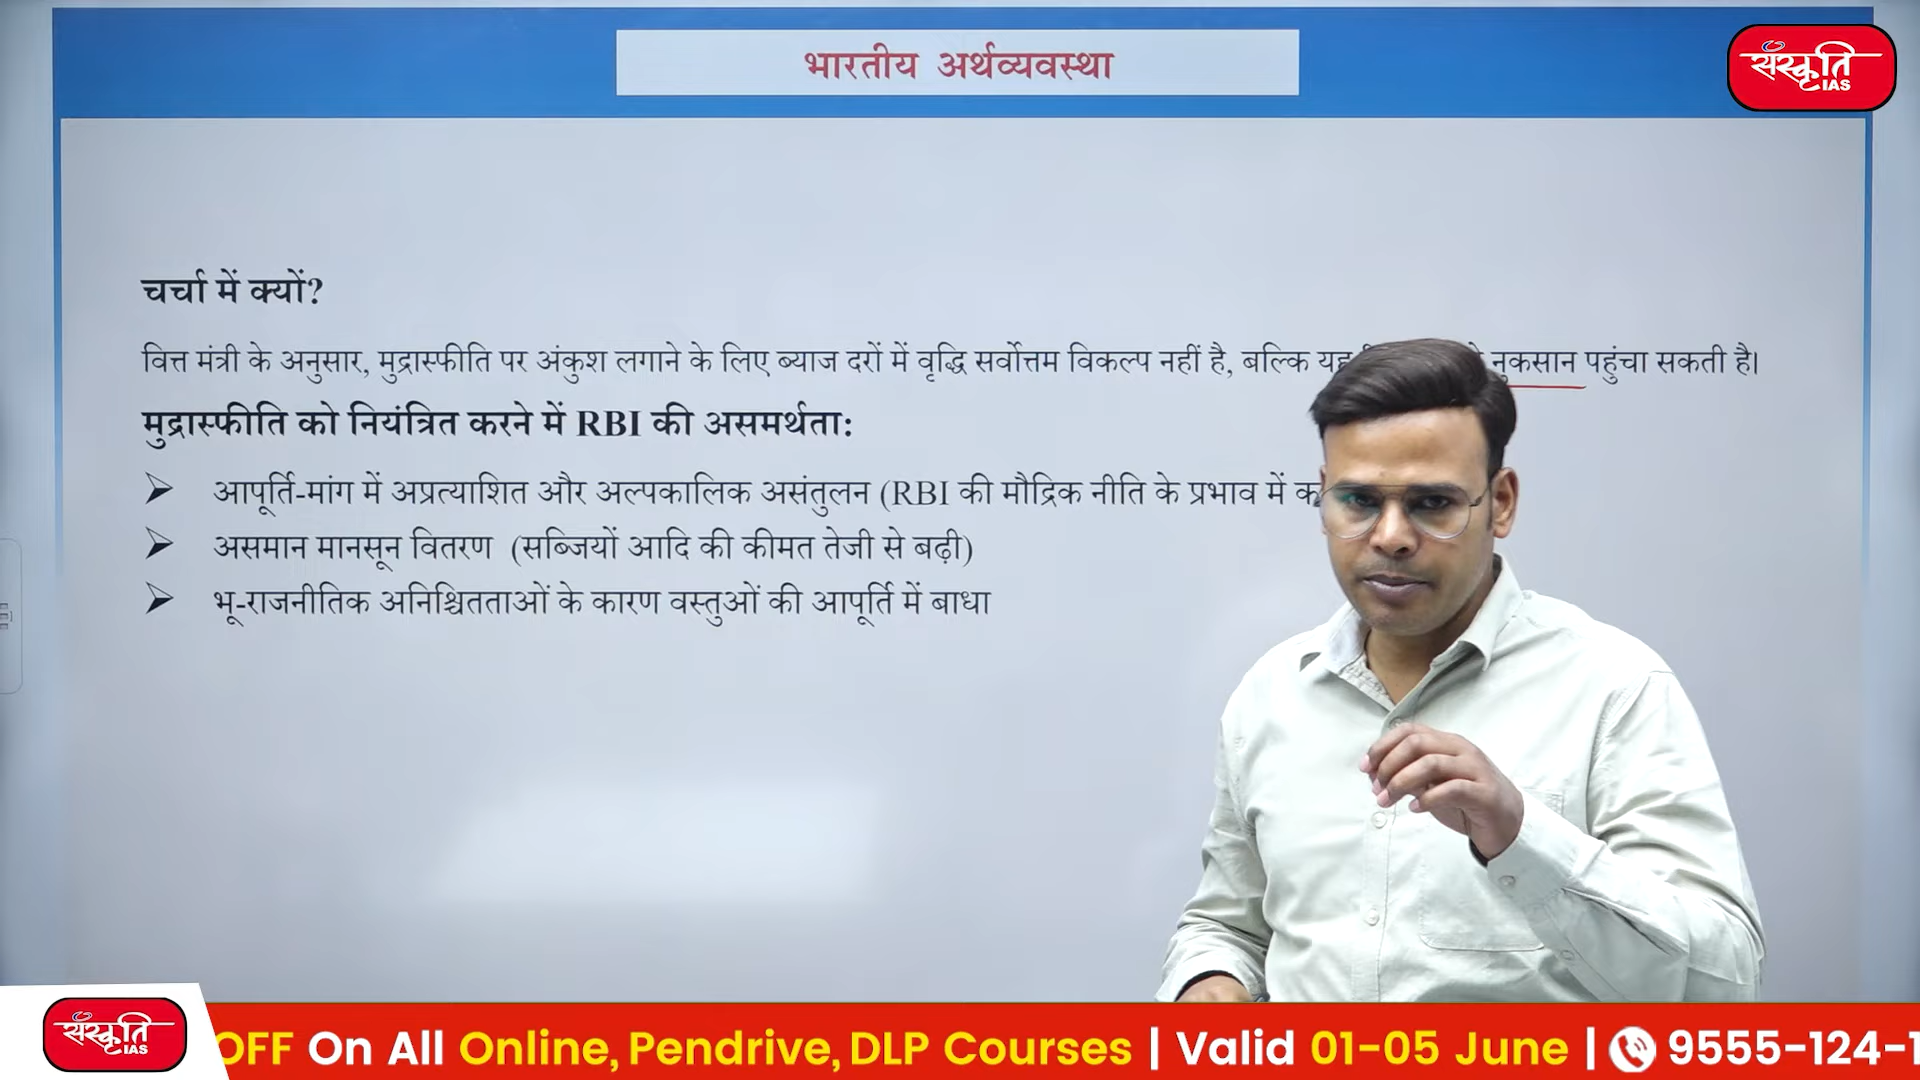 भारतीय अर्थव्यवस्था
संस्कृति
IAS
चर्चा में क्यों?
वित्त मंत्री के अनुसार, मुद्रास्फीति पर अंकुश लगाने के लिए ब्याज दरों में वृद्धि सर्वोत्तम विकल्प नहीं है, बल्कि यह नुकसान पहुंचा सकती है।
मुद्रास्फीति को नियंत्रित करने में RBI की असमर्थता:
➢ आपूर्ति-मांग में अप्रत्याशित और अल्पकालिक असंतुलन (RBI की मौद्रिक नीति के प्रभाव में
➢ असमान मानसून वितरण (सब्जियों आदि की कीमत तेजी से बढ़ी)
➢ भू-राजनीतिक अनिश्चितताओं के कारण वस्तुओं की आपूर्ति में बाधा
संस्कृति
IAS
OFF On All Online, Pendrive, DLP Courses | Valid 01-05 June | 9555-124-1